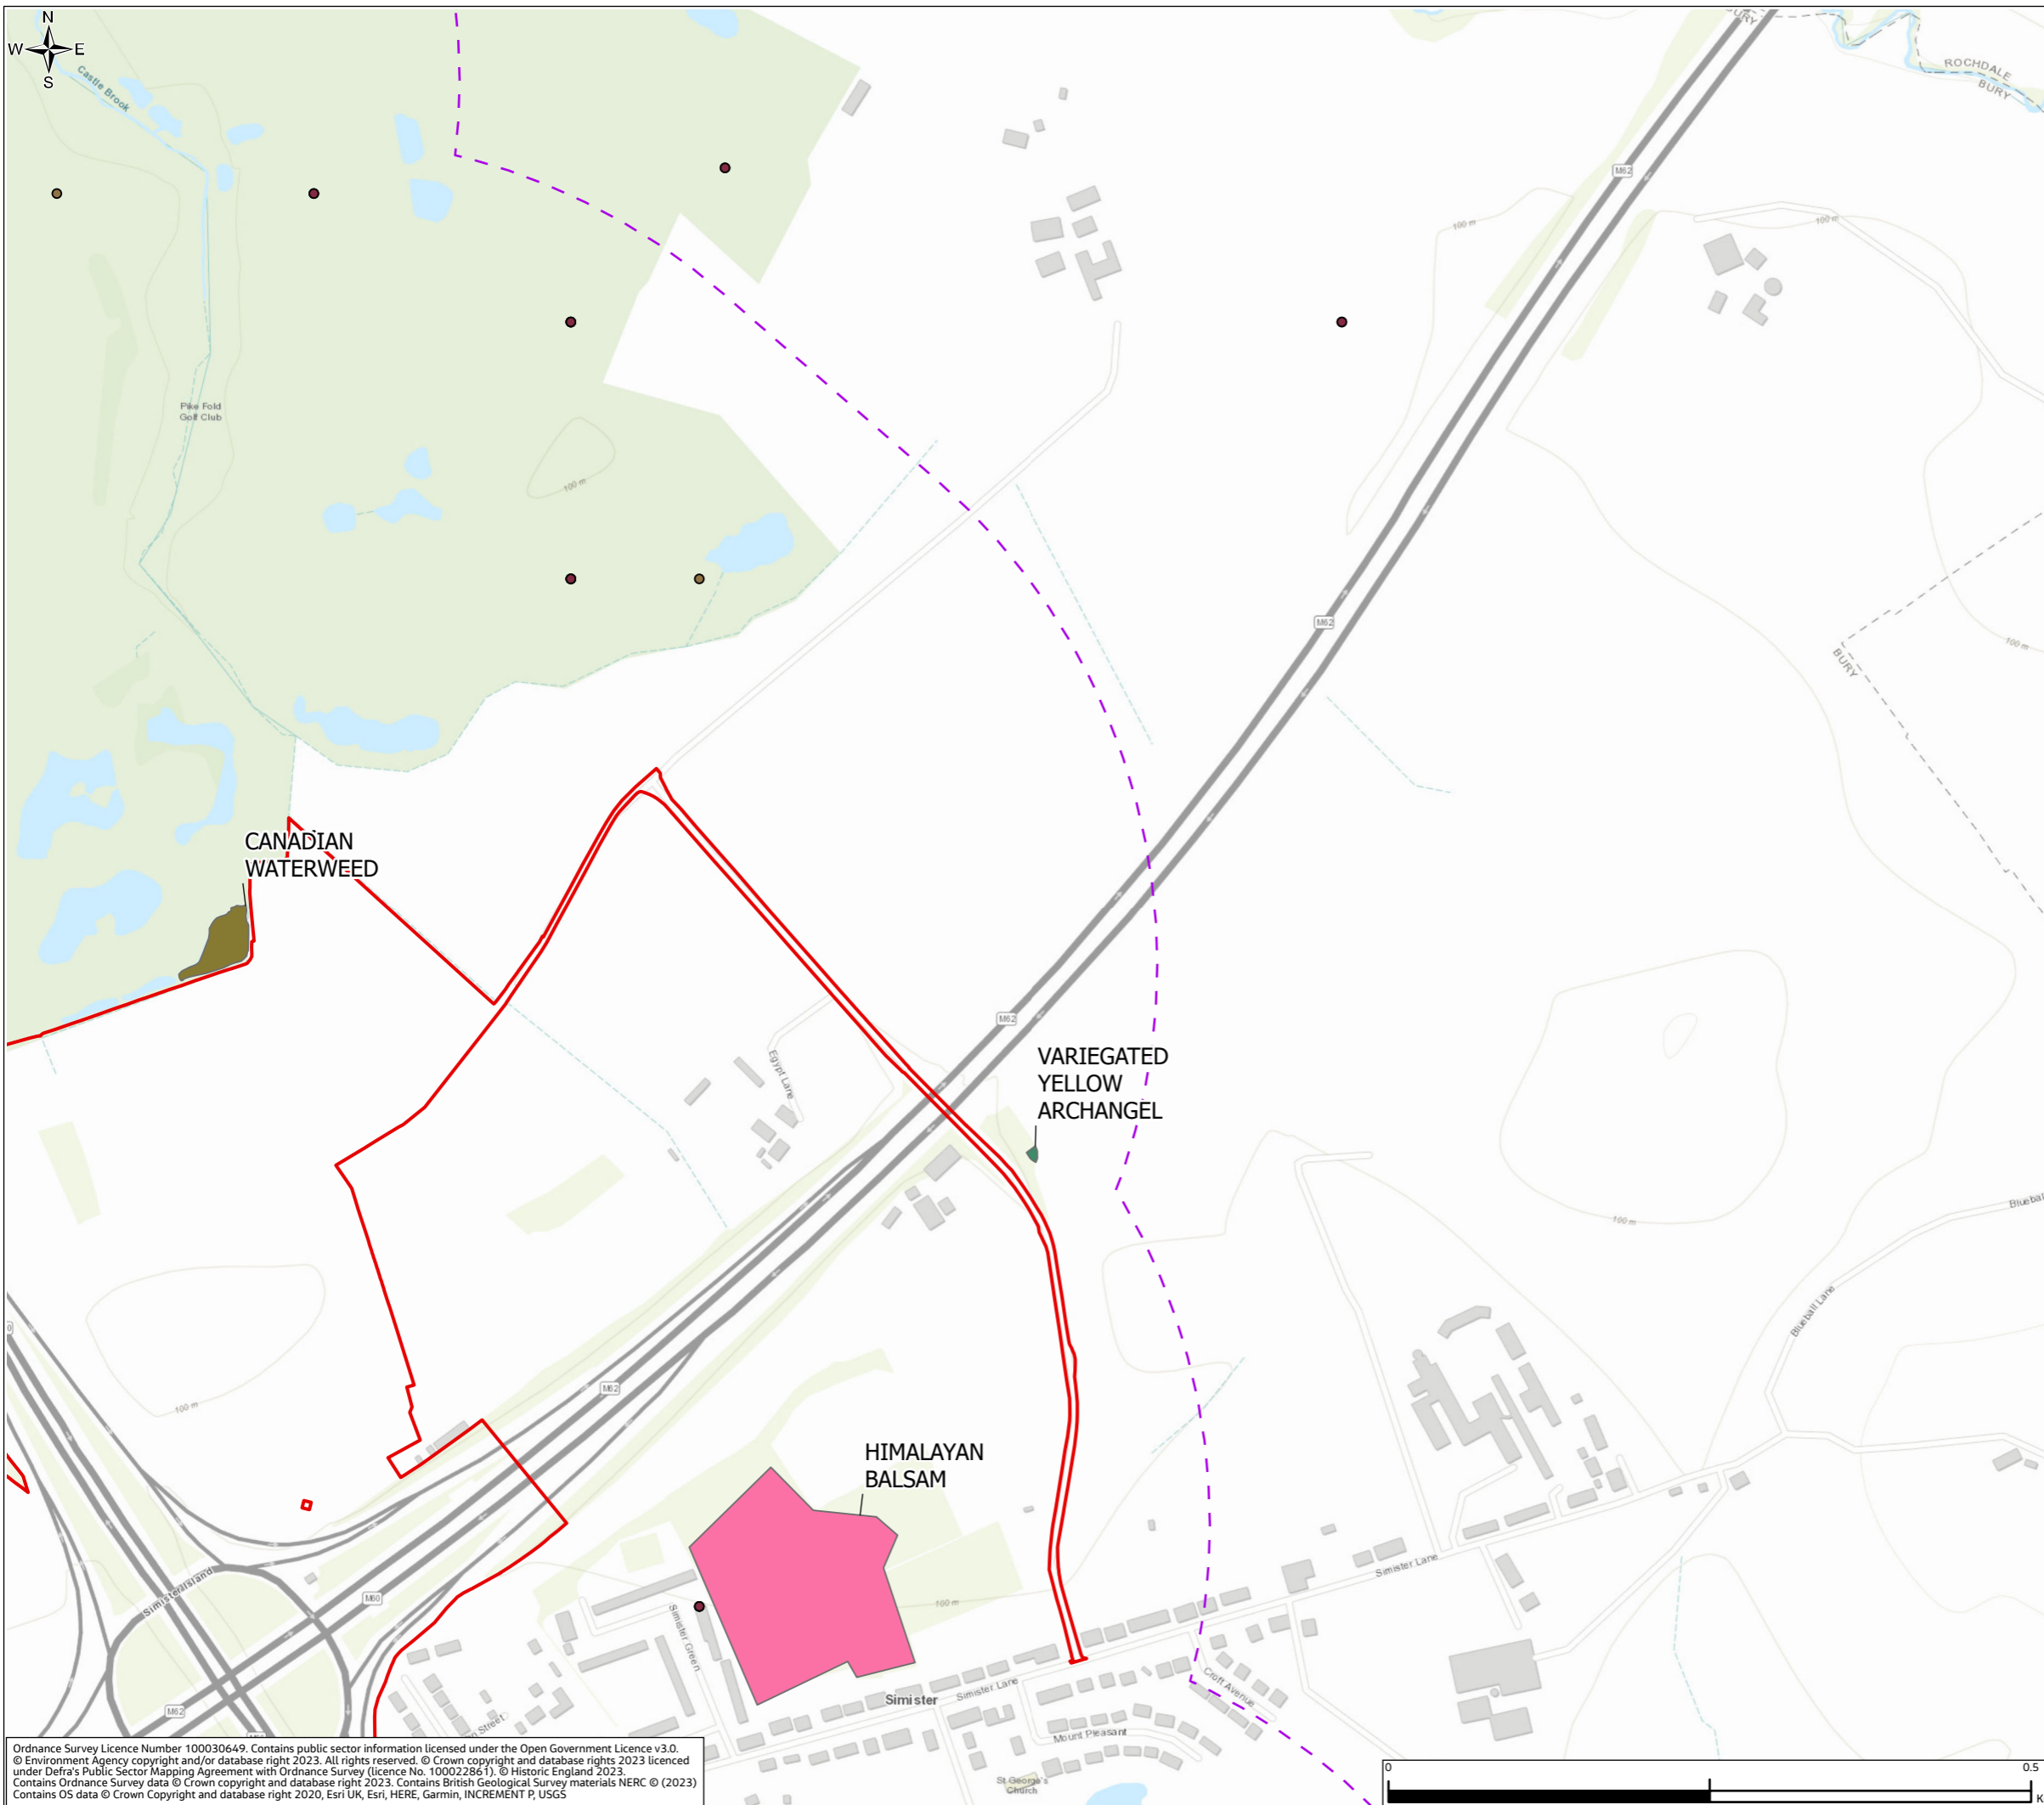 N
W E
S
Castle Brook
BURY
ROCHDALE
BURY
M62
100 m
100 m
Pike Fold
Golf Club
100 m
M62
100 m
BURY
CANADIAN
WATERWEED
M62
Egypt Lane
VARIEGATED
YELLOW
ARCHANGEL
100 m
Blueball Lane
100 m
M62
HIMALAYAN
BALSAM
Simister Island
M60
100 m
Simister Green
Simister Lane
Simister
Simister Lane
Croft Avenue
Mount Pleasant
M62
Street
St George's
Church
Ordnance Survey Licence Number 100030649. Contains public sector information licensed under the Open Government Licence v3.0.
© Environment Agency copyright and/or database right 2023. All rights reserved. © Crown copyright and database rights 2023 licenced
under Defra's Public Sector Mapping Agreement with Ordnance Survey (licence No. 100022861). © Historic England 2023.
Contains Ordnance Survey data © Crown copyright and database right 2023. Contains British Geological Survey materials NERC © (2023)
Contains OS data © Crown Copyright and database right 2020, Esri UK, Esri, HERE, Garmin, INCREMENT P, USGS
0 0.5